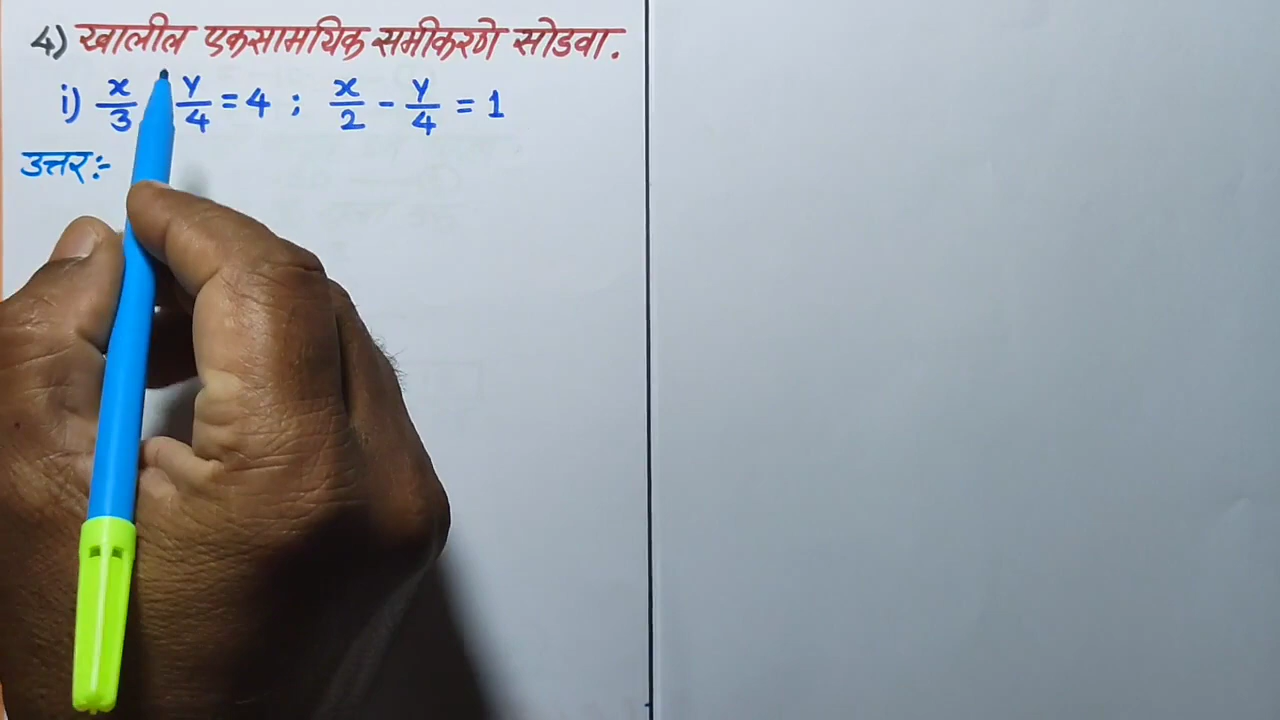 4) खालील एकसामयिक समीकरणे सोडवा.
i) x/3 y/4 = 4 ; x/2 - y/4 = 1
उत्तर:-